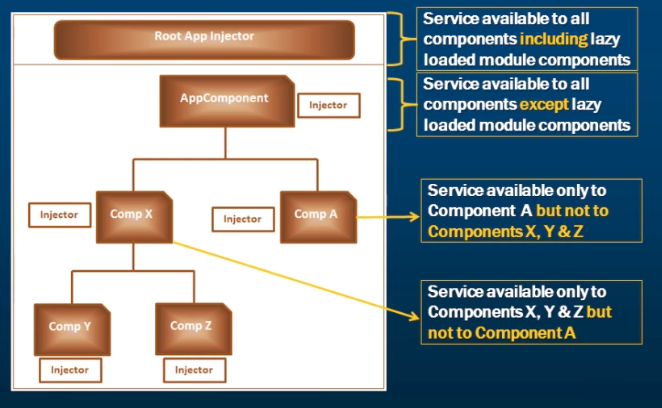 Root App Injector
Service available to all
components including lazy
loaded module components
AppComponent
Injector
Service available to all
components except lazy
loaded module components
Injector
Comp X
Injector
Comp A
Service available only to
Component A but not to
Components X, Y & Z
Comp Y
Comp Z
Injector
Injector
Service available only to
Components X, Y & Z but
not to Component A